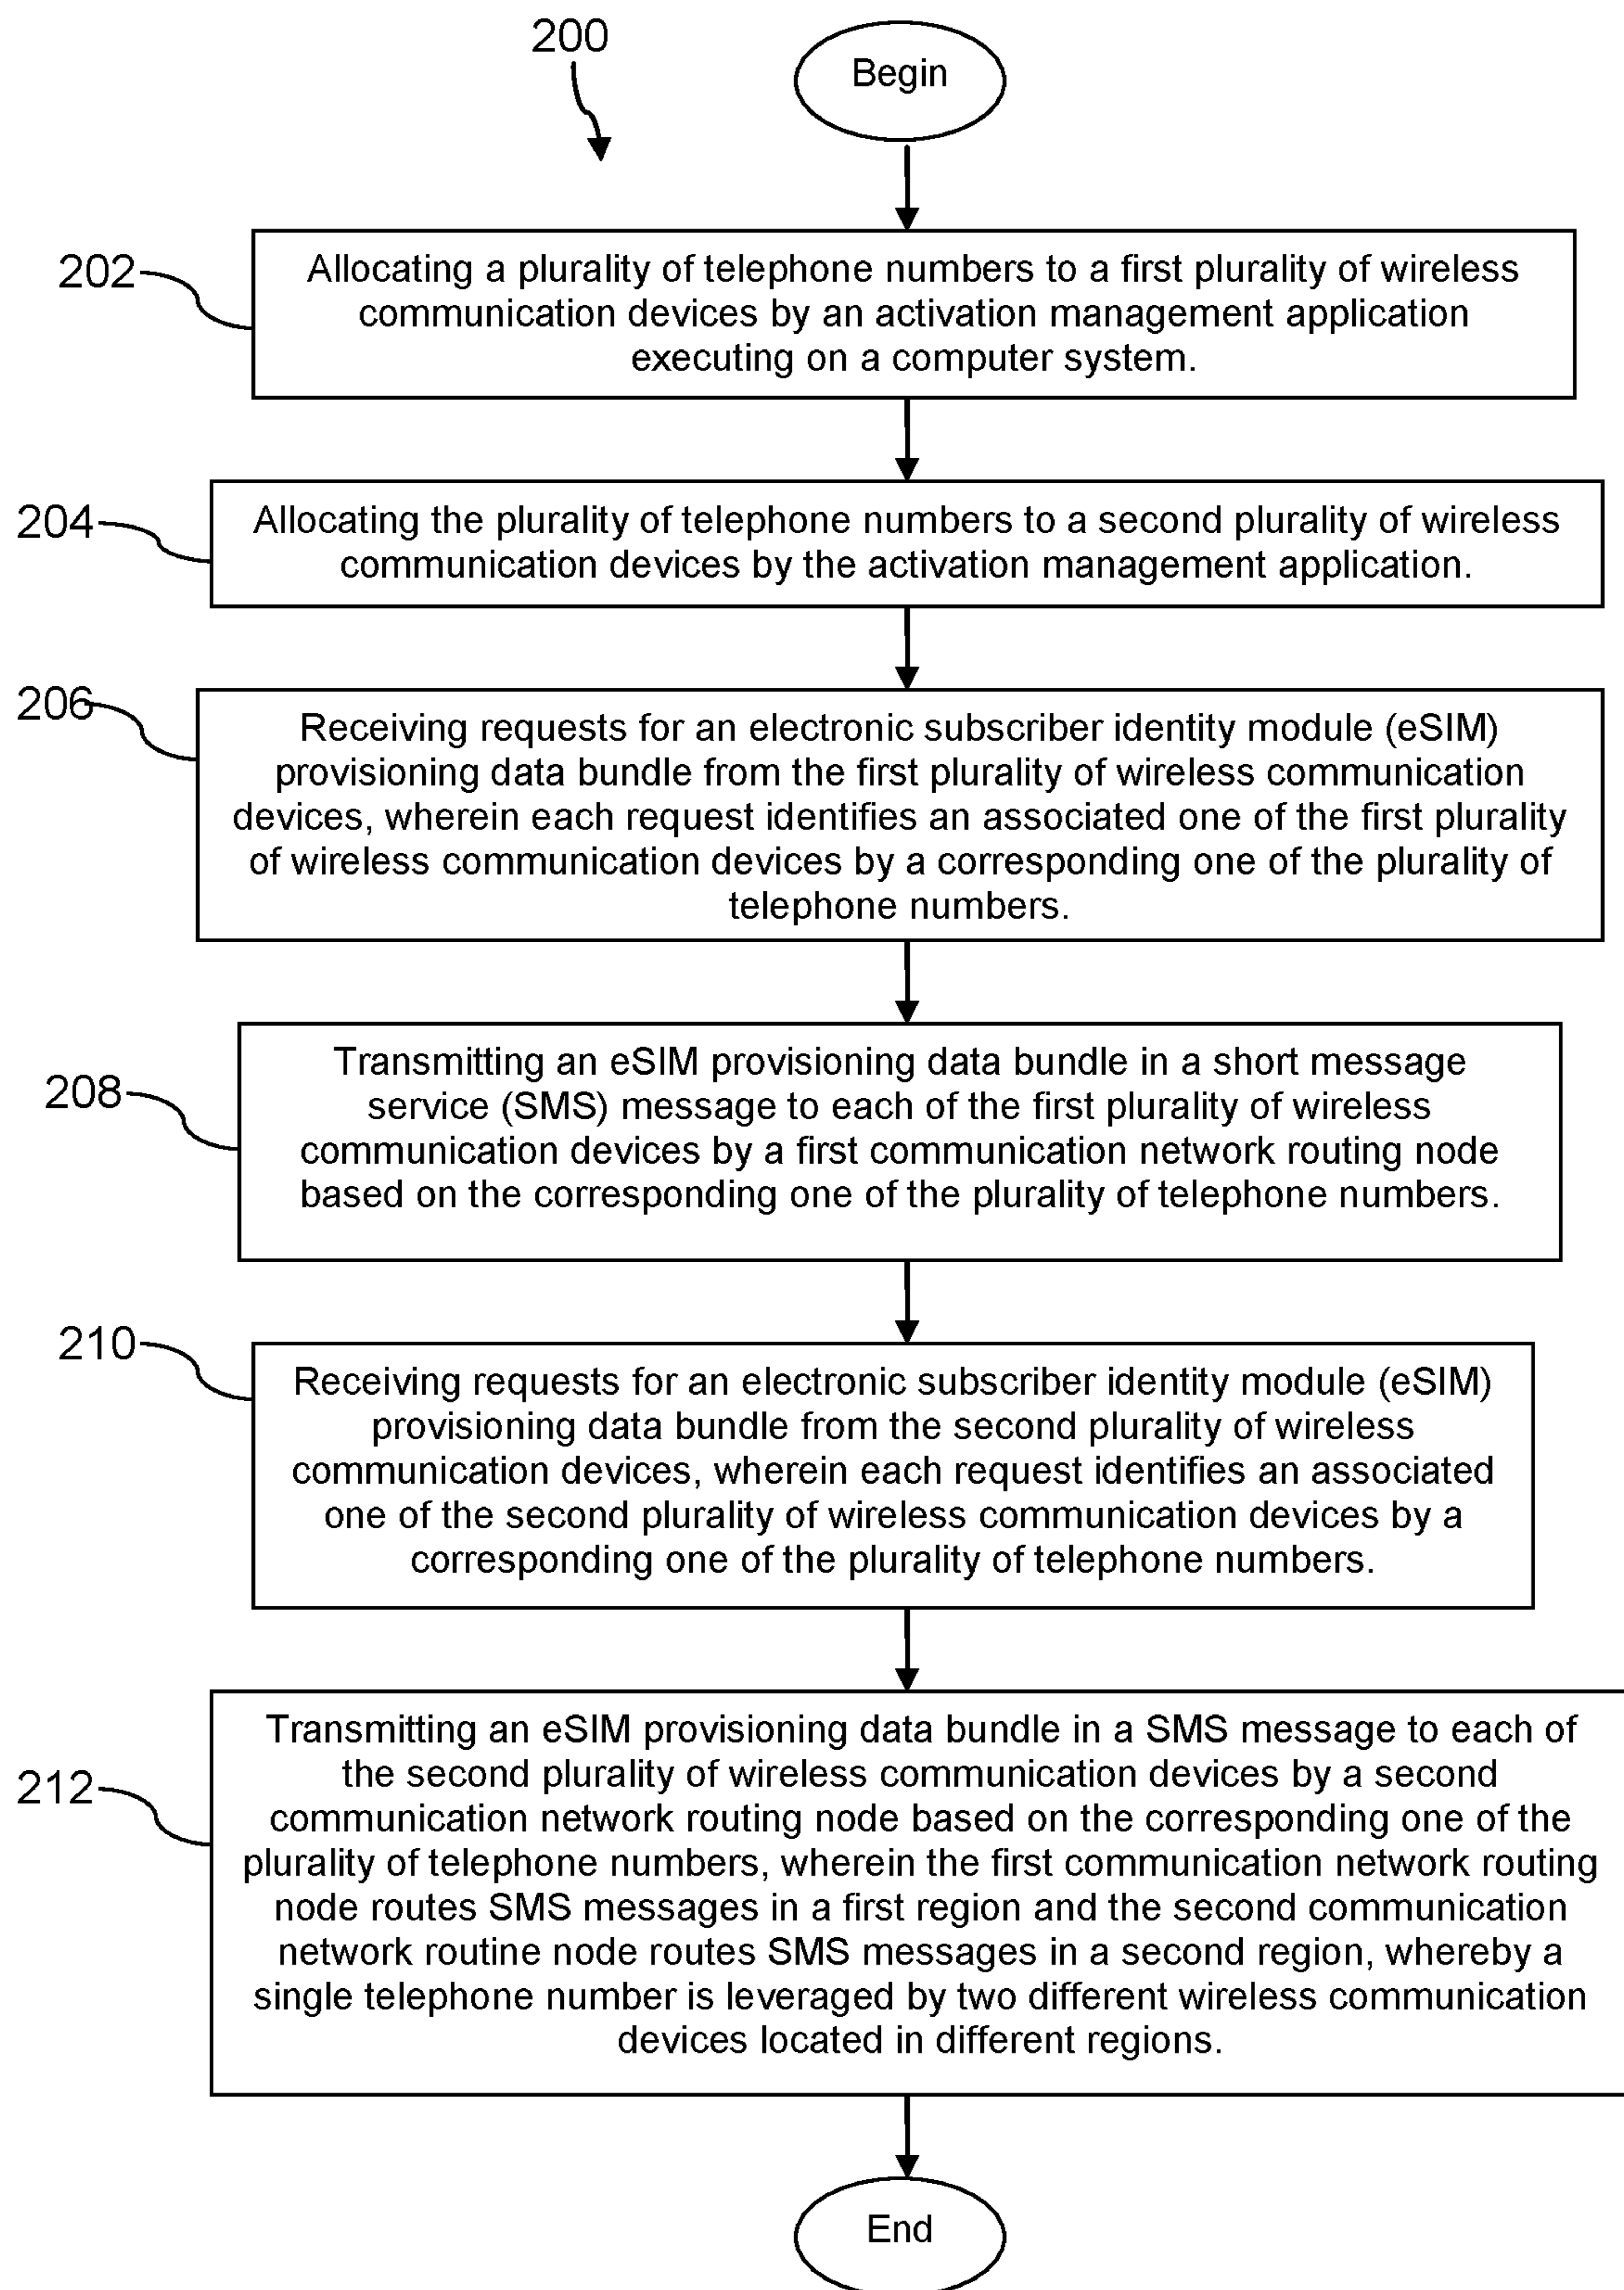 200
Begin
202
Allocating a plurality of telephone numbers to a first plurality of wireless
communication devices by an activation management application
executing on a computer system.
204
Allocating the plurality of telephone numbers to a second plurality of wireless
communication devices by the activation management application.
206
Receiving requests for an electronic subscriber identity module (eSIM)
provisioning data bundle from the first plurality of wireless communication
devices, wherein each request identifies an associated one of the first plurality
of wireless communication devices by a corresponding one of the plurality of
telephone numbers.
208
Transmitting an eSIM provisioning data bundle in a short message
service (SMS) message to each of the first plurality of wireless
communication devices by a first communication network routing node
based on the corresponding one of the plurality of telephone numbers.
210
Receiving requests for an electronic subscriber identity module (eSIM)
provisioning data bundle from the second plurality of wireless
communication devices, wherein each request identifies an associated
one of the second plurality of wireless communication devices by a
corresponding one of the plurality of telephone numbers.
212
Transmitting an eSIM provisioning data bundle in a SMS message to each of
the second plurality of wireless communication devices by a second
communication network routing node based on the corresponding one of the
plurality of telephone numbers, wherein the first communication network routing
node routes SMS messages in a first region and the second communication
network routine node routes SMS messages in a second region, whereby a
single telephone number is leveraged by two different wireless communication
devices located in different regions.
End